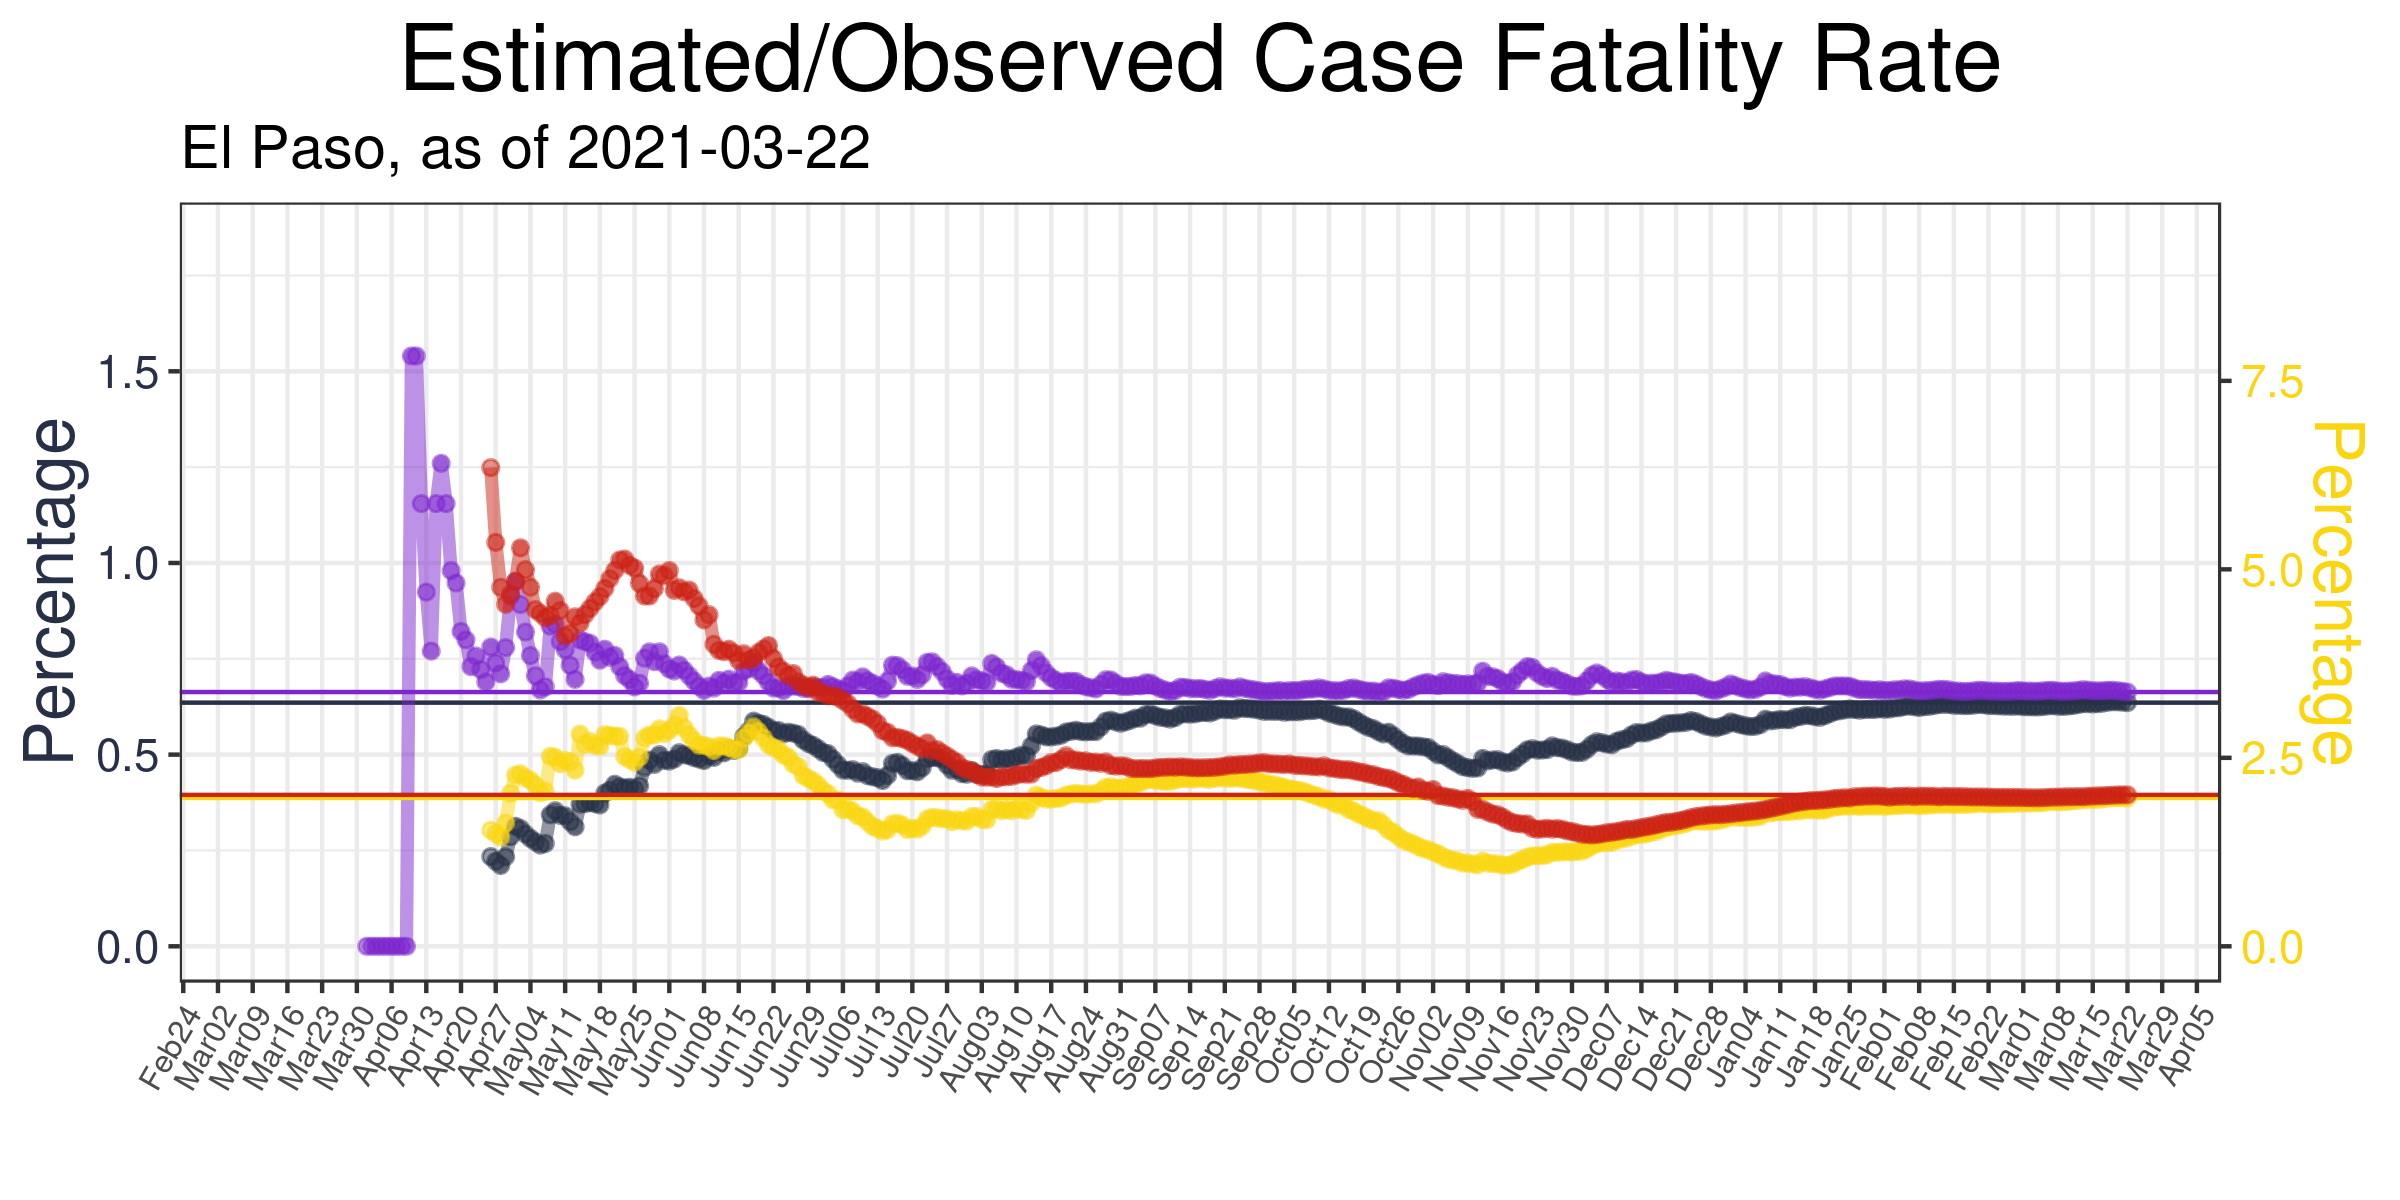 Estimated/Observed Case Fatality Rate
El Paso, as of 2021-03-22
Percentage
1.5
1.0
0.5
0.0
7.5
5.0
2.5
0.0
Percentage
Feb24
Mar02
Mar09
Mar16
Mar23
Mar30
Apr06
Apr13
Apr20
Apr27
May04
May11
May18
May25
Jun01
Jun08
Jun15
Jun22
Jun29
Jul06
Jul13
Jul20
Jul27
Aug03
Aug10
Aug17
Aug24
Aug31
Sep07
Sep14
Sep21
Sep28
Oct05
Oct12
Oct19
Oct26
Nov02
Nov09
Nov16
Nov23
Nov30
Dec07
Dec14
Dec21
Dec28
Jan04
Jan11
Jan18
Jan25
Feb01
Feb08
Feb15
Feb22
Mar01
Mar08
Mar15
Mar22
Mar29
Apr05